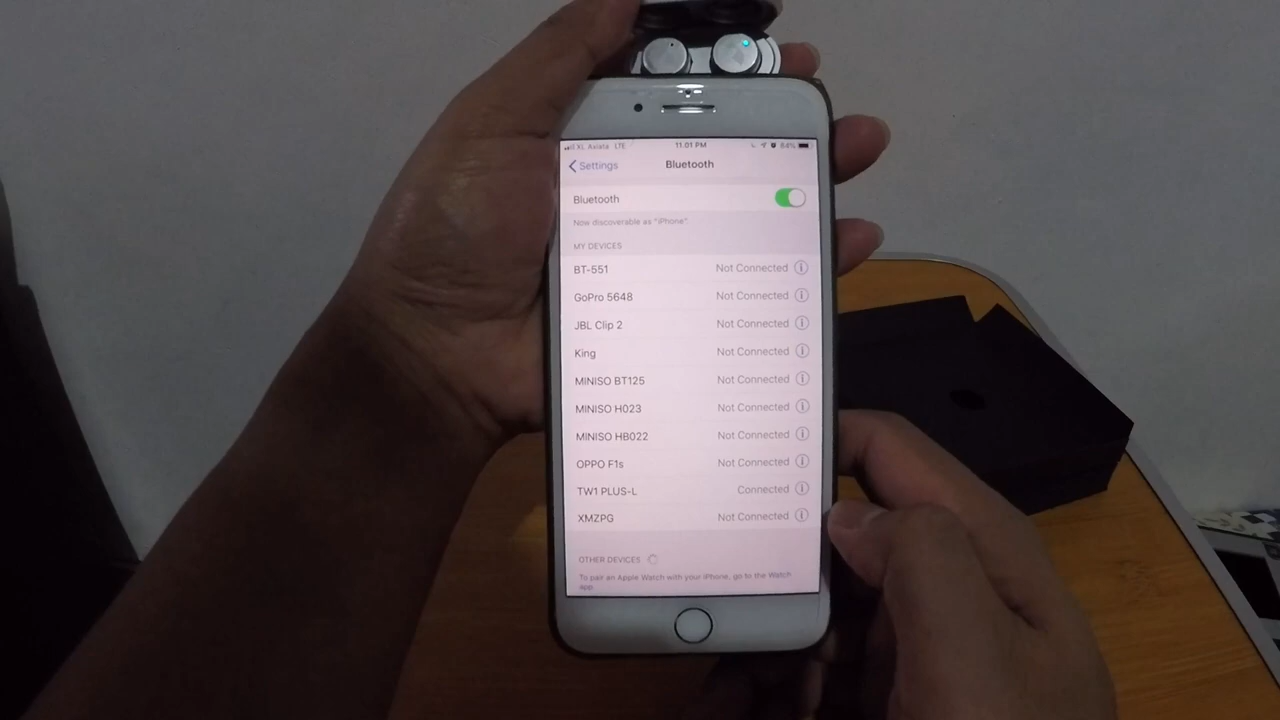 XL Axiata LTE 11.01 PM 84%
Settings Bluetooth
Bluetooth
Now discoverable as "iPhone".
MY DEVICES
BT-551 Not Connected
GoPro 5648 Not Connected
JBL Clip 2 Not Connected
King Not Connected
MINISO BT125 Not Connected
MINISO H023 Not Connected
MINISO HB022 Not Connected
OPPO F1s Not Connected
TW1 PLUS-L Connected
XMZPG Not Connected
OTHER DEVICES
To pair an Apple Watch with your iPhone, go to the Watch
app.